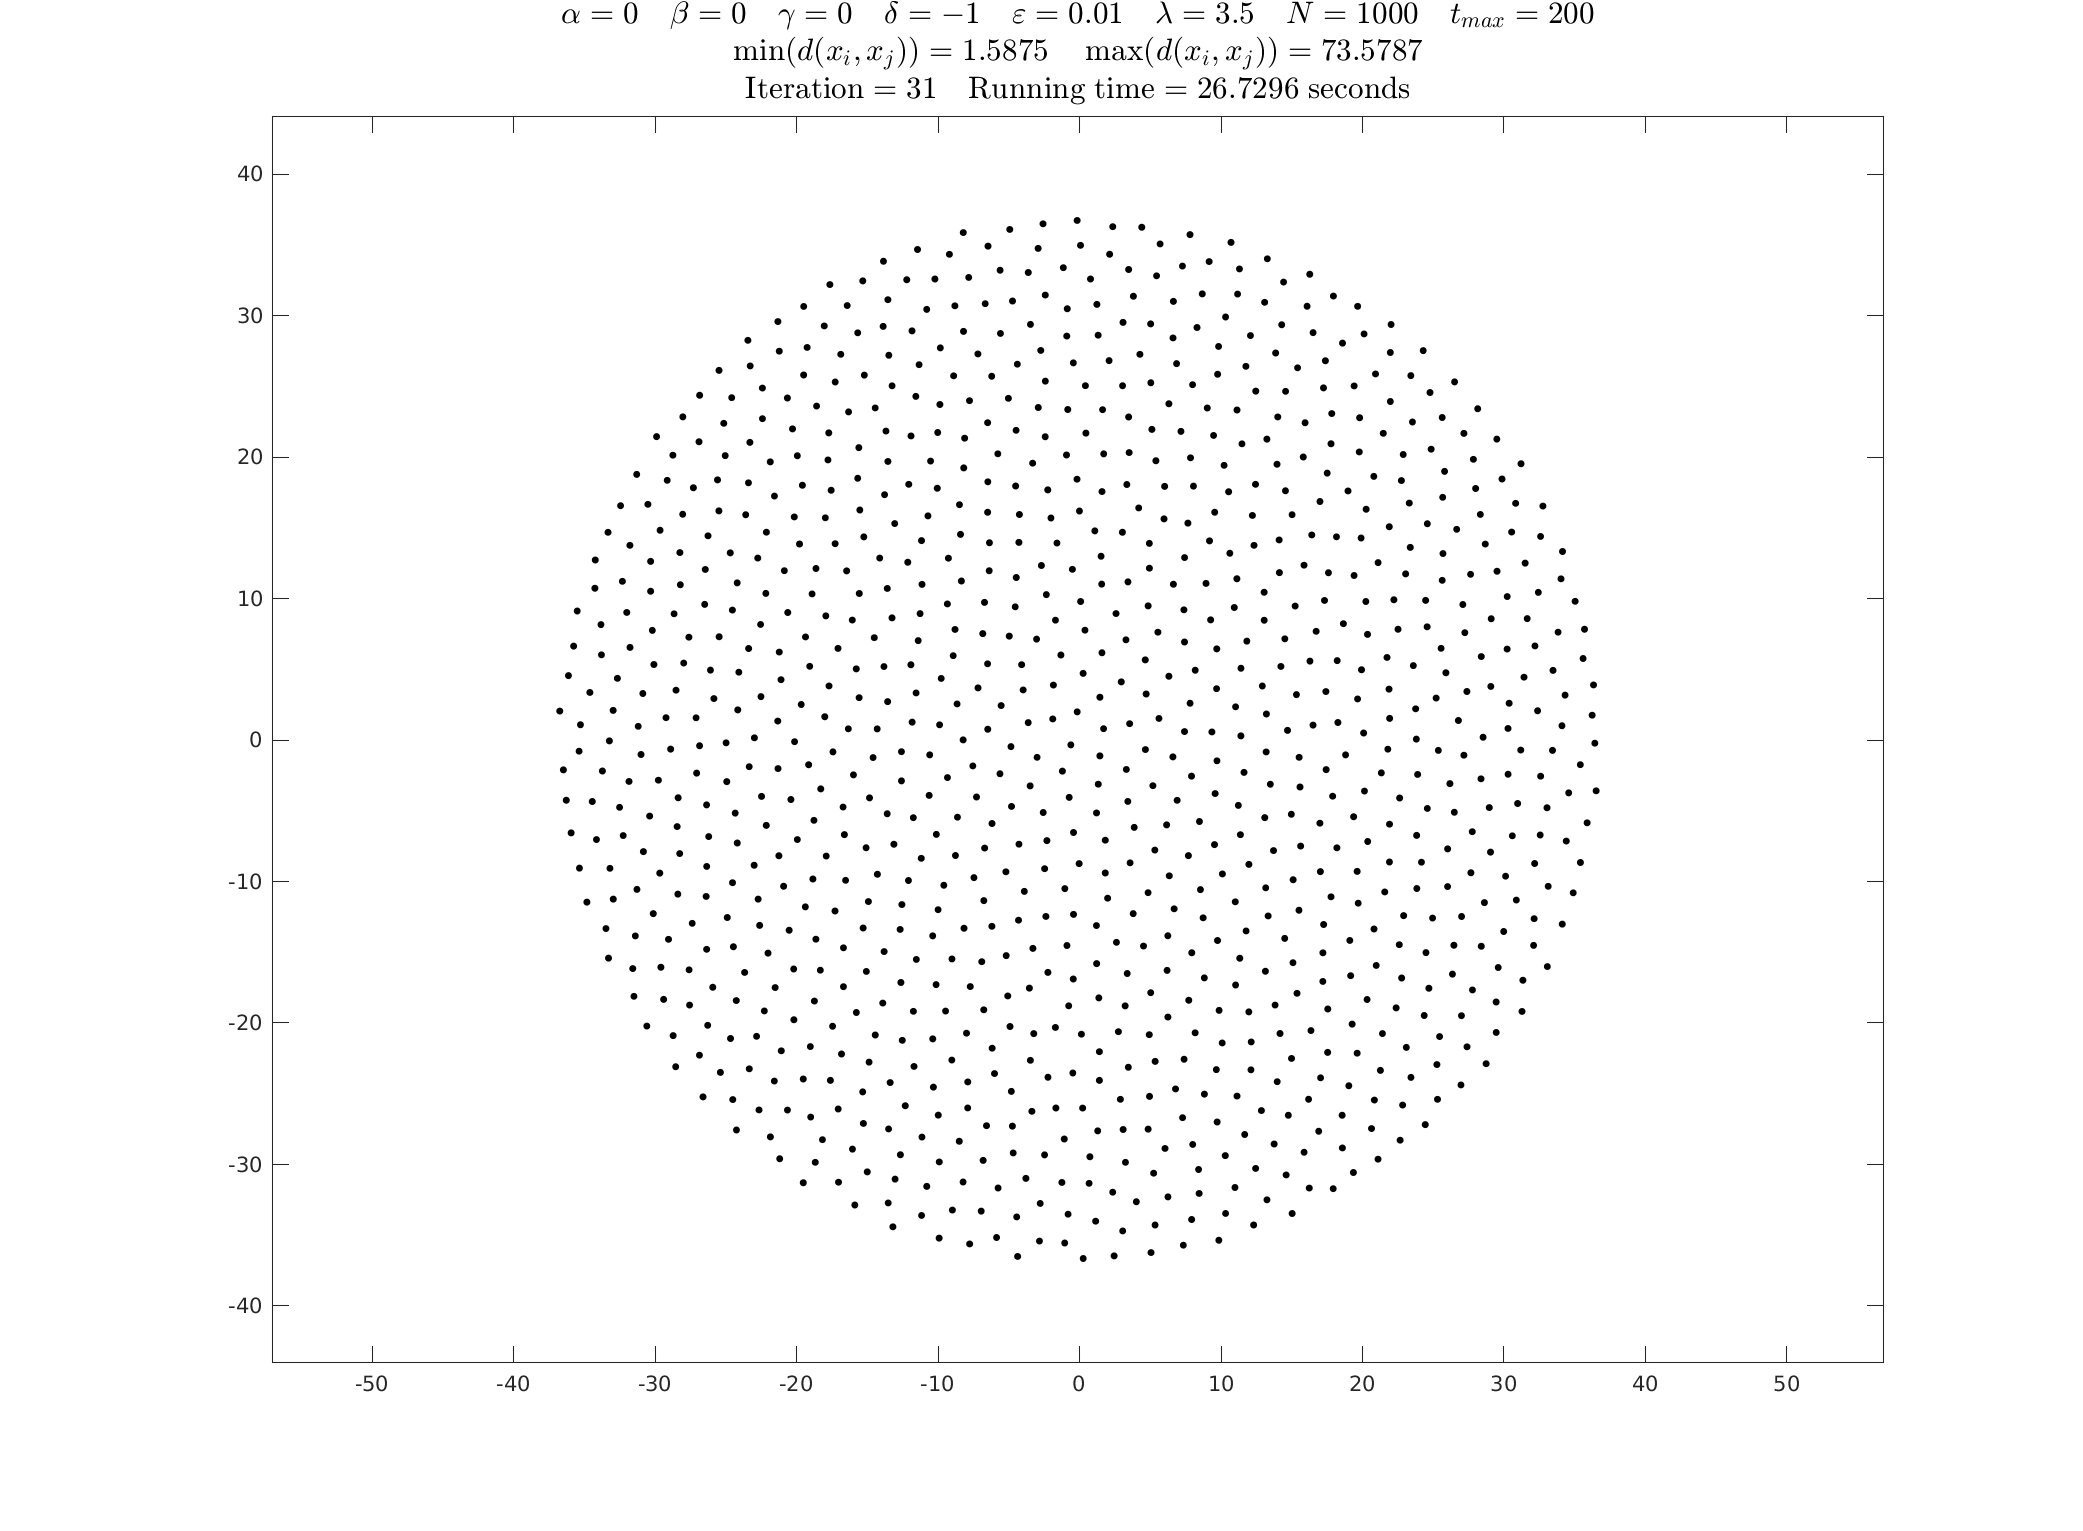 α = 0 β = 0 γ = 0 δ = −1 ε = 0.01 λ = 3.5 N = 1000 t_{max} = 200
min(d(x_i, x_j)) = 1.5875 max(d(x_i, x_j)) = 73.5787
Iteration = 31 Running time = 26.7296 seconds
40
30
20
10
0
-10
-20
-30
-40
-50 -40 -30 -20 -10 0 10 20 30 40 50